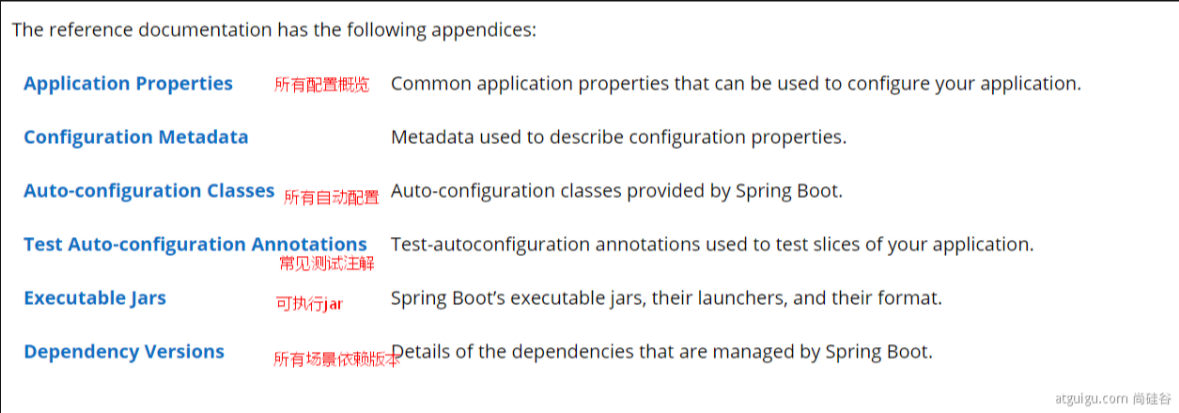 The reference documentation has the following appendices:
Application Properties 所有配置概览 Common application properties that can be used to configure your application.
Configuration Metadata Metadata used to describe configuration properties.
Auto-configuration Classes 所有自动配置 Auto-configuration classes provided by Spring Boot.
Test Auto-configuration Annotations Test-autoconfiguration annotations used to test slices of your application.
常见测试注解
Executable Jars 可执行jar Spring Boot’s executable jars, their launchers, and their format.
Dependency Versions 所有场景依赖版本 Details of the dependencies that are managed by Spring Boot.
atguigu.com 尚硅谷